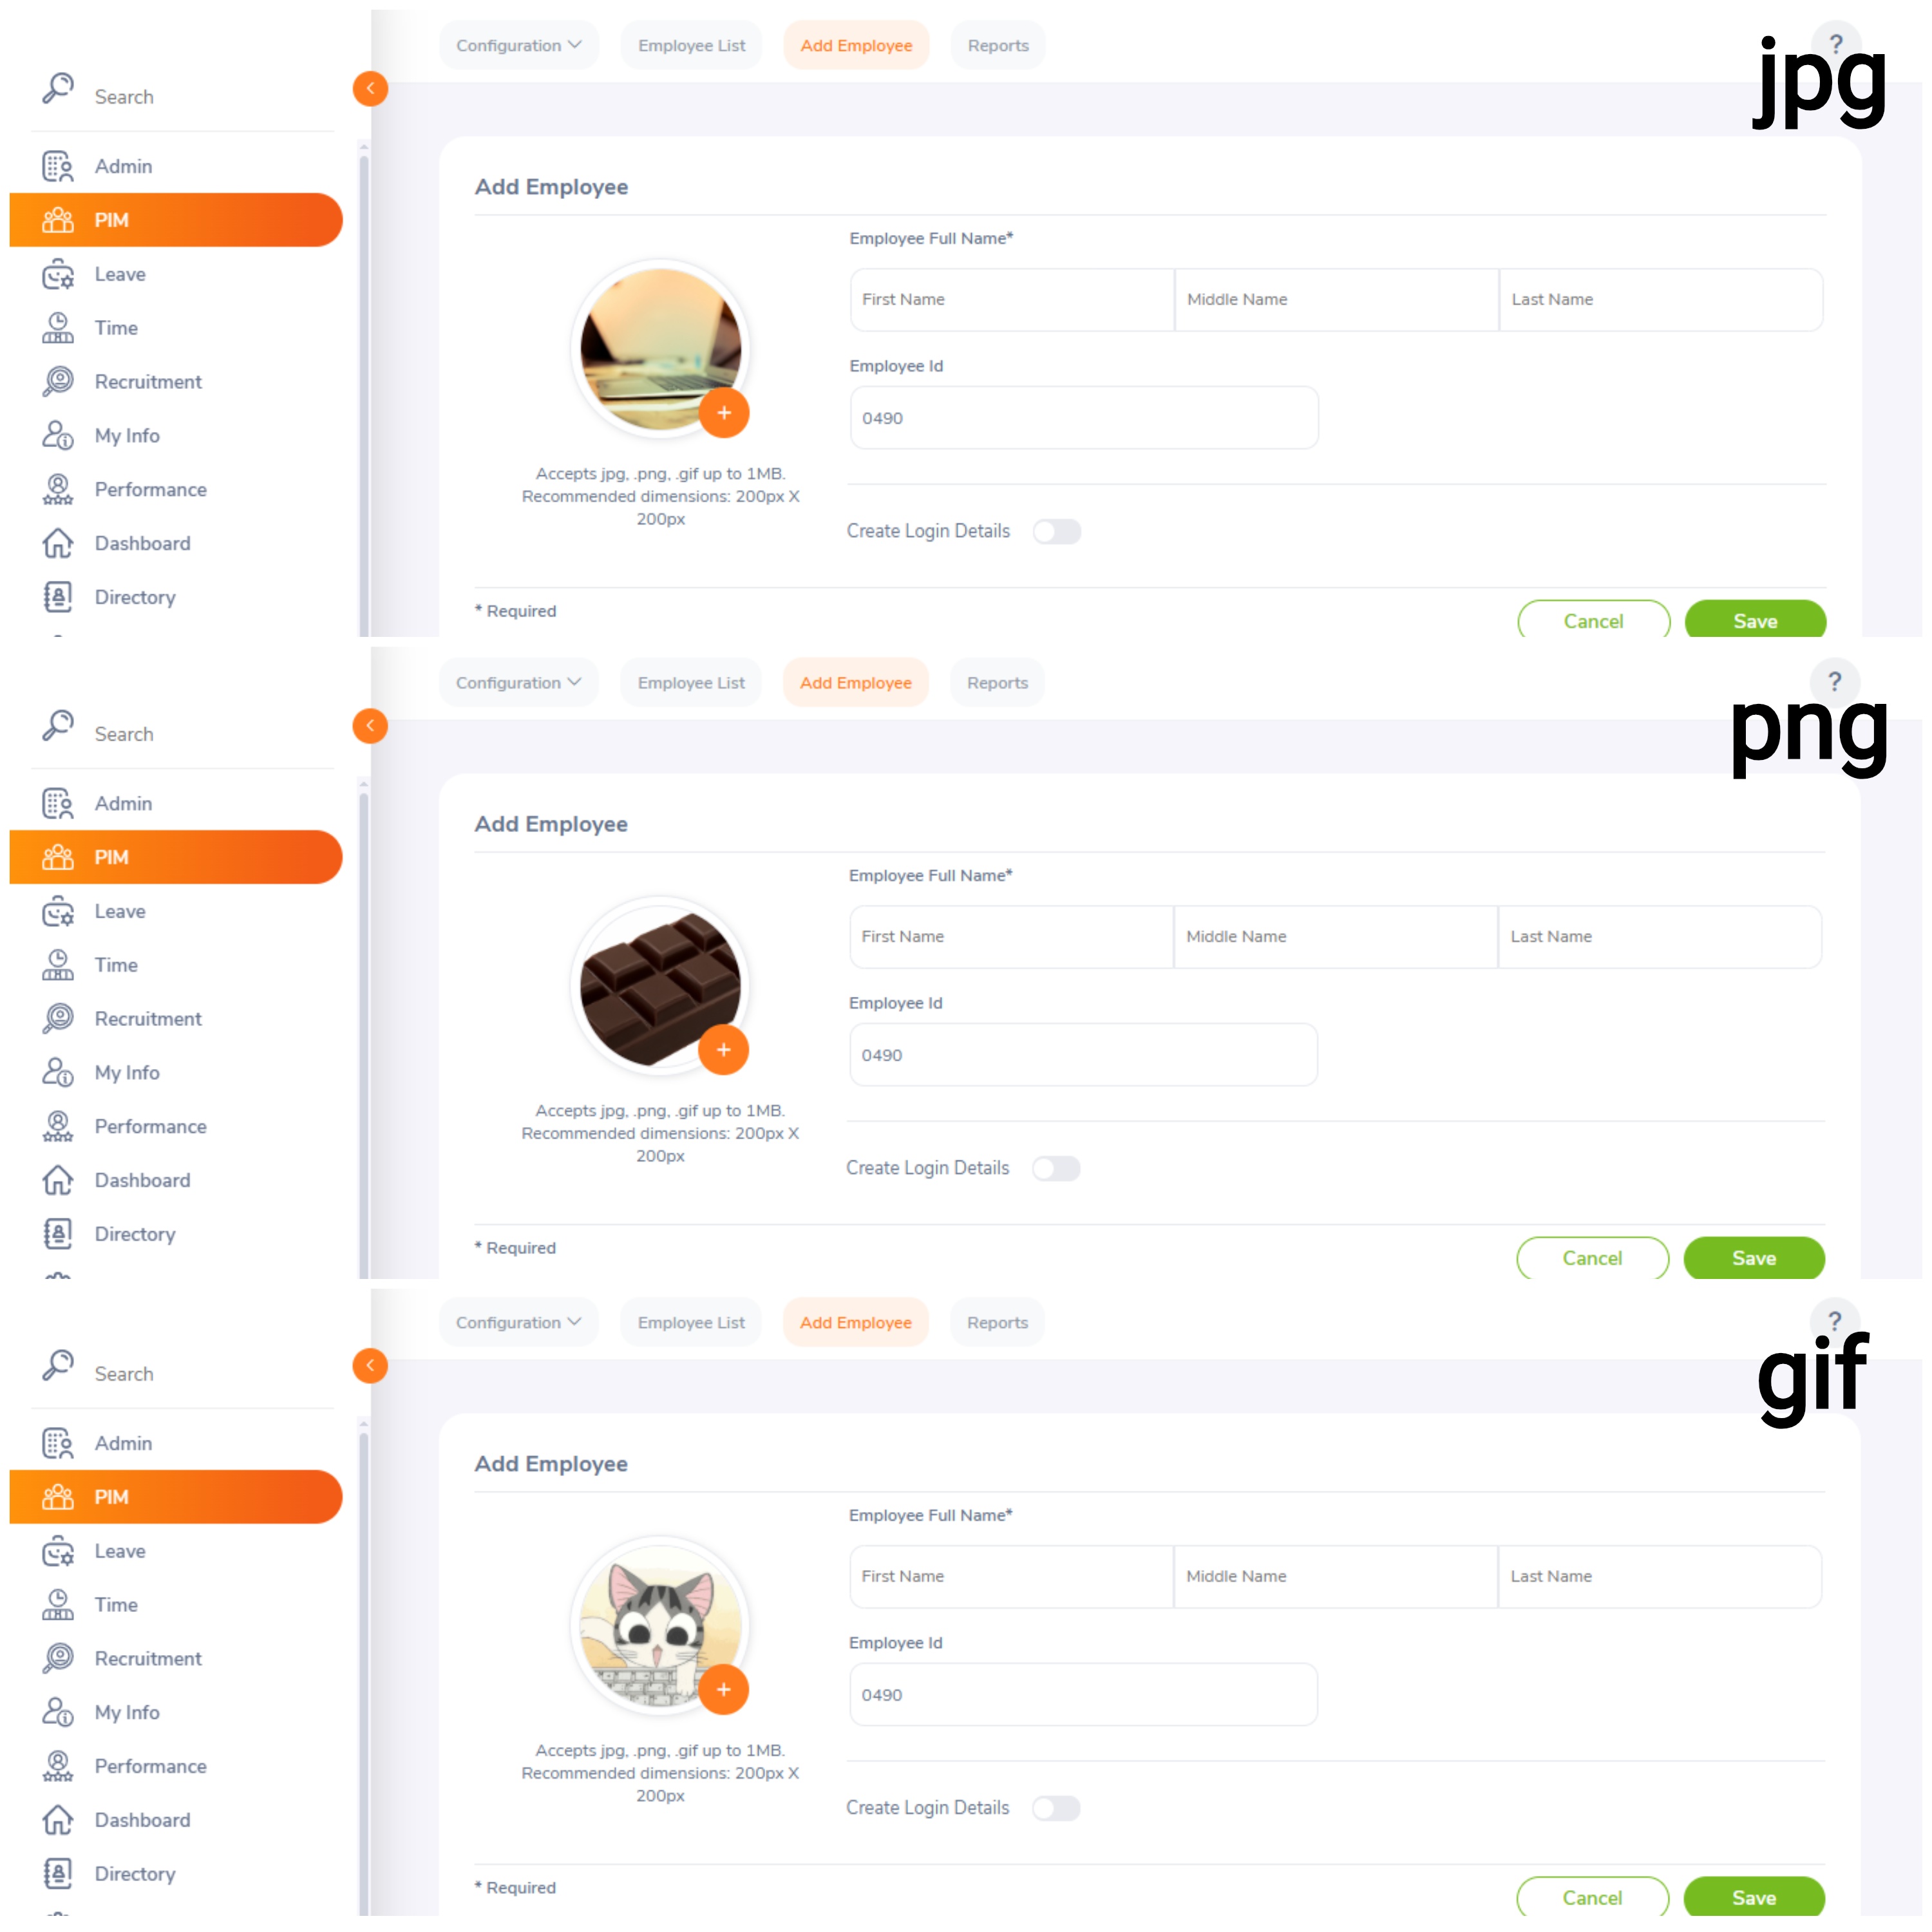 Configuration Employee List Add Employee Reports ?
jpg
Search
Admin
PIM
Leave
Time
Recruitment
My Info
Performance
Dashboard
Directory
Add Employee
Employee Full Name*
First Name Middle Name Last Name
Employee Id
0490
Accepts jpg, .png, .gif up to 1MB.
Recommended dimensions: 200px X
200px
Create Login Details
* Required
Cancel Save
Configuration Employee List Add Employee Reports ?
png
Search
Admin
PIM
Leave
Time
Recruitment
My Info
Performance
Dashboard
Directory
Add Employee
Employee Full Name*
First Name Middle Name Last Name
Employee Id
0490
Accepts jpg, .png, .gif up to 1MB.
Recommended dimensions: 200px X
200px
Create Login Details
* Required
Cancel Save
Configuration Employee List Add Employee Reports ?
gif
Search
Admin
PIM
Leave
Time
Recruitment
My Info
Performance
Dashboard
Directory
Add Employee
Employee Full Name*
First Name Middle Name Last Name
Employee Id
0490
Accepts jpg, .png, .gif up to 1MB.
Recommended dimensions: 200px X
200px
Create Login Details
* Required
Cancel Save